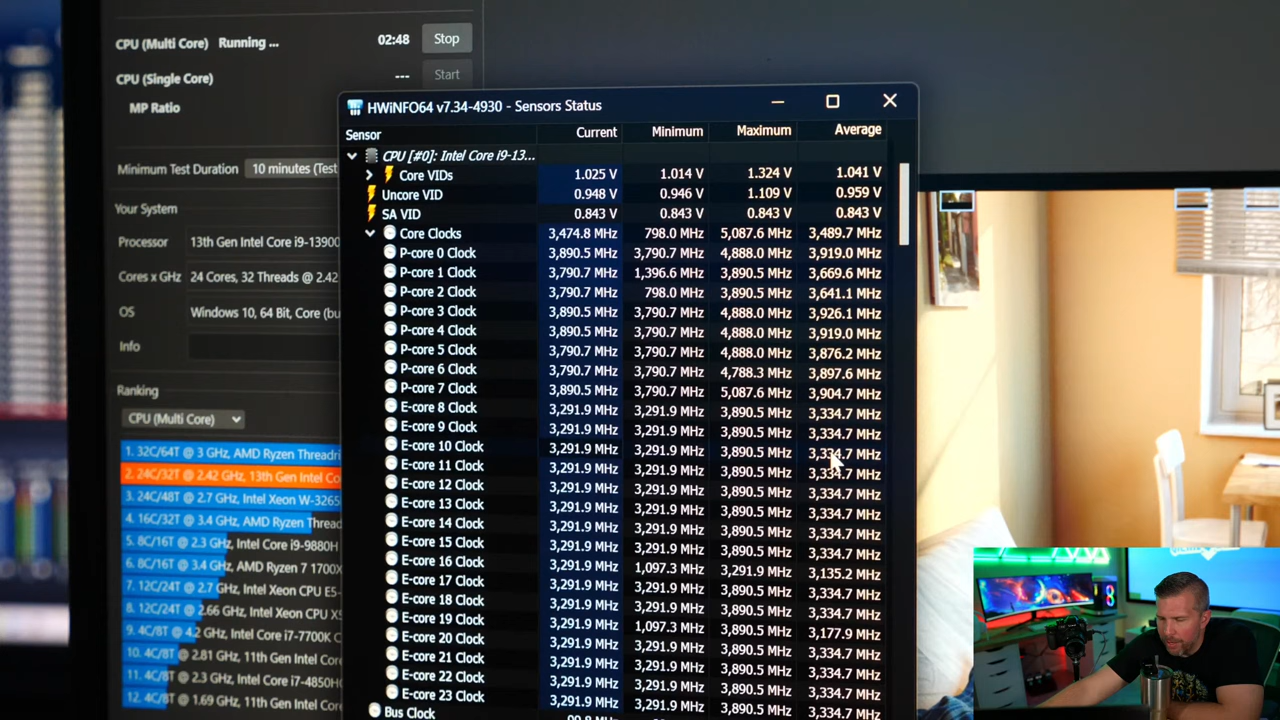 CPU (Multi Core) Running ... 02:48 Stop
CPU (Single Core) --- Start
MP Ratio
Minimum Test Duration 10 minutes (Test
Your System
Processor 13th Gen Intel Core i9-13900
Cores x GHz 24 Cores, 32 Threads @ 2.42
OS Windows 10, 64 Bit, Core (bu
Info
Ranking
CPU (Multi Core)
1. 32C/64T @ 3 GHz, AMD Ryzen Threadri
2. 24C/32T @ 2.42 GHz, 13th Gen Intel Co
3. 24C/48T @ 2.7 GHz, Intel Xeon W-3265
4. 16C/32T @ 3.4 GHz, AMD Ryzen Thread
5. 8C/16T @ 2.3 GHz, Intel Core i9-9880H
6. 8C/16T @ 3.4 GHz, AMD Ryzen 7 1700X
7. 12C/24T @ 2.7 GHz, Intel Xeon CPU E5-
8. 12C/24T @ 2.66 GHz, Intel Xeon CPU X5
9. 4C/8T @ 4.2 GHz, Intel Core i7-7700K C
10. 4C/8T @ 2.81 GHz, 11th Gen Intel Core
11. 4C/8T @ 2.3 GHz, Intel Core i7-4850HQ
12. 4C/8T @ 1.69 GHz, 11th Gen Intel Core
HWiNFO64 v7.34-4930 - Sensors Status
Sensor Current Minimum Maximum Average
CPU [#0]: Intel Core i9-13...
Core VIDs 1.025 V 1.014 V 1.324 V 1.041 V
Uncore VID 0.948 V 0.946 V 1.109 V 0.959 V
SA VID 0.843 V 0.843 V 0.843 V 0.843 V
Core Clocks 3,474.8 MHz 798.0 MHz 5,087.6 MHz 3,489.7 MHz
P-core 0 Clock 3,890.5 MHz 3,790.7 MHz 4,888.0 MHz 3,919.0 MHz
P-core 1 Clock 3,790.7 MHz 1,396.6 MHz 3,890.5 MHz 3,669.6 MHz
P-core 2 Clock 3,790.7 MHz 798.0 MHz 3,890.5 MHz 3,641.1 MHz
P-core 3 Clock 3,890.5 MHz 3,790.7 MHz 4,888.0 MHz 3,926.1 MHz
P-core 4 Clock 3,890.5 MHz 3,790.7 MHz 4,888.0 MHz 3,919.0 MHz
P-core 5 Clock 3,790.7 MHz 3,790.7 MHz 4,888.0 MHz 3,876.2 MHz
P-core 6 Clock 3,790.7 MHz 3,790.7 MHz 4,788.3 MHz 3,897.6 MHz
P-core 7 Clock 3,890.5 MHz 3,790.7 MHz 5,087.6 MHz 3,904.7 MHz
E-core 8 Clock 3,291.9 MHz 3,291.9 MHz 3,890.5 MHz 3,334.7 MHz
E-core 9 Clock 3,291.9 MHz 3,291.9 MHz 3,890.5 MHz 3,334.7 MHz
E-core 10 Clock 3,291.9 MHz 3,291.9 MHz 3,890.5 MHz 3,334.7 MHz
E-core 11 Clock 3,291.9 MHz 3,291.9 MHz 3,890.5 MHz 3,334.7 MHz
E-core 12 Clock 3,291.9 MHz 3,291.9 MHz 3,890.5 MHz 3,334.7 MHz
E-core 13 Clock 3,291.9 MHz 3,291.9 MHz 3,890.5 MHz 3,334.7 MHz
E-core 14 Clock 3,291.9 MHz 3,291.9 MHz 3,890.5 MHz 3,334.7 MHz
E-core 15 Clock 3,291.9 MHz 3,291.9 MHz 3,890.5 MHz 3,334.7 MHz
E-core 16 Clock 3,291.9 MHz 1,097.3 MHz 3,291.9 MHz 3,135.2 MHz
E-core 17 Clock 3,291.9 MHz 3,291.9 MHz 3,890.5 MHz 3,334.7 MHz
E-core 18 Clock 3,291.9 MHz 3,291.9 MHz 3,890.5 MHz 3,334.7 MHz
E-core 19 Clock 3,291.9 MHz 1,097.3 MHz 3,890.5 MHz 3,177.9 MHz
E-core 20 Clock 3,291.9 MHz 3,291.9 MHz 3,890.5 MHz 3,334.7 MHz
E-core 21 Clock 3,291.9 MHz 3,291.9 MHz 3,890.5 MHz 3,334.7 MHz
E-core 22 Clock 3,291.9 MHz 3,291.9 MHz 3,890.5 MHz 3,334.7 MHz
E-core 23 Clock 3,291.9 MHz 3,291.9 MHz 3,890.5 MHz 3,334.7 MHz
Bus Clock 99.8 MHz